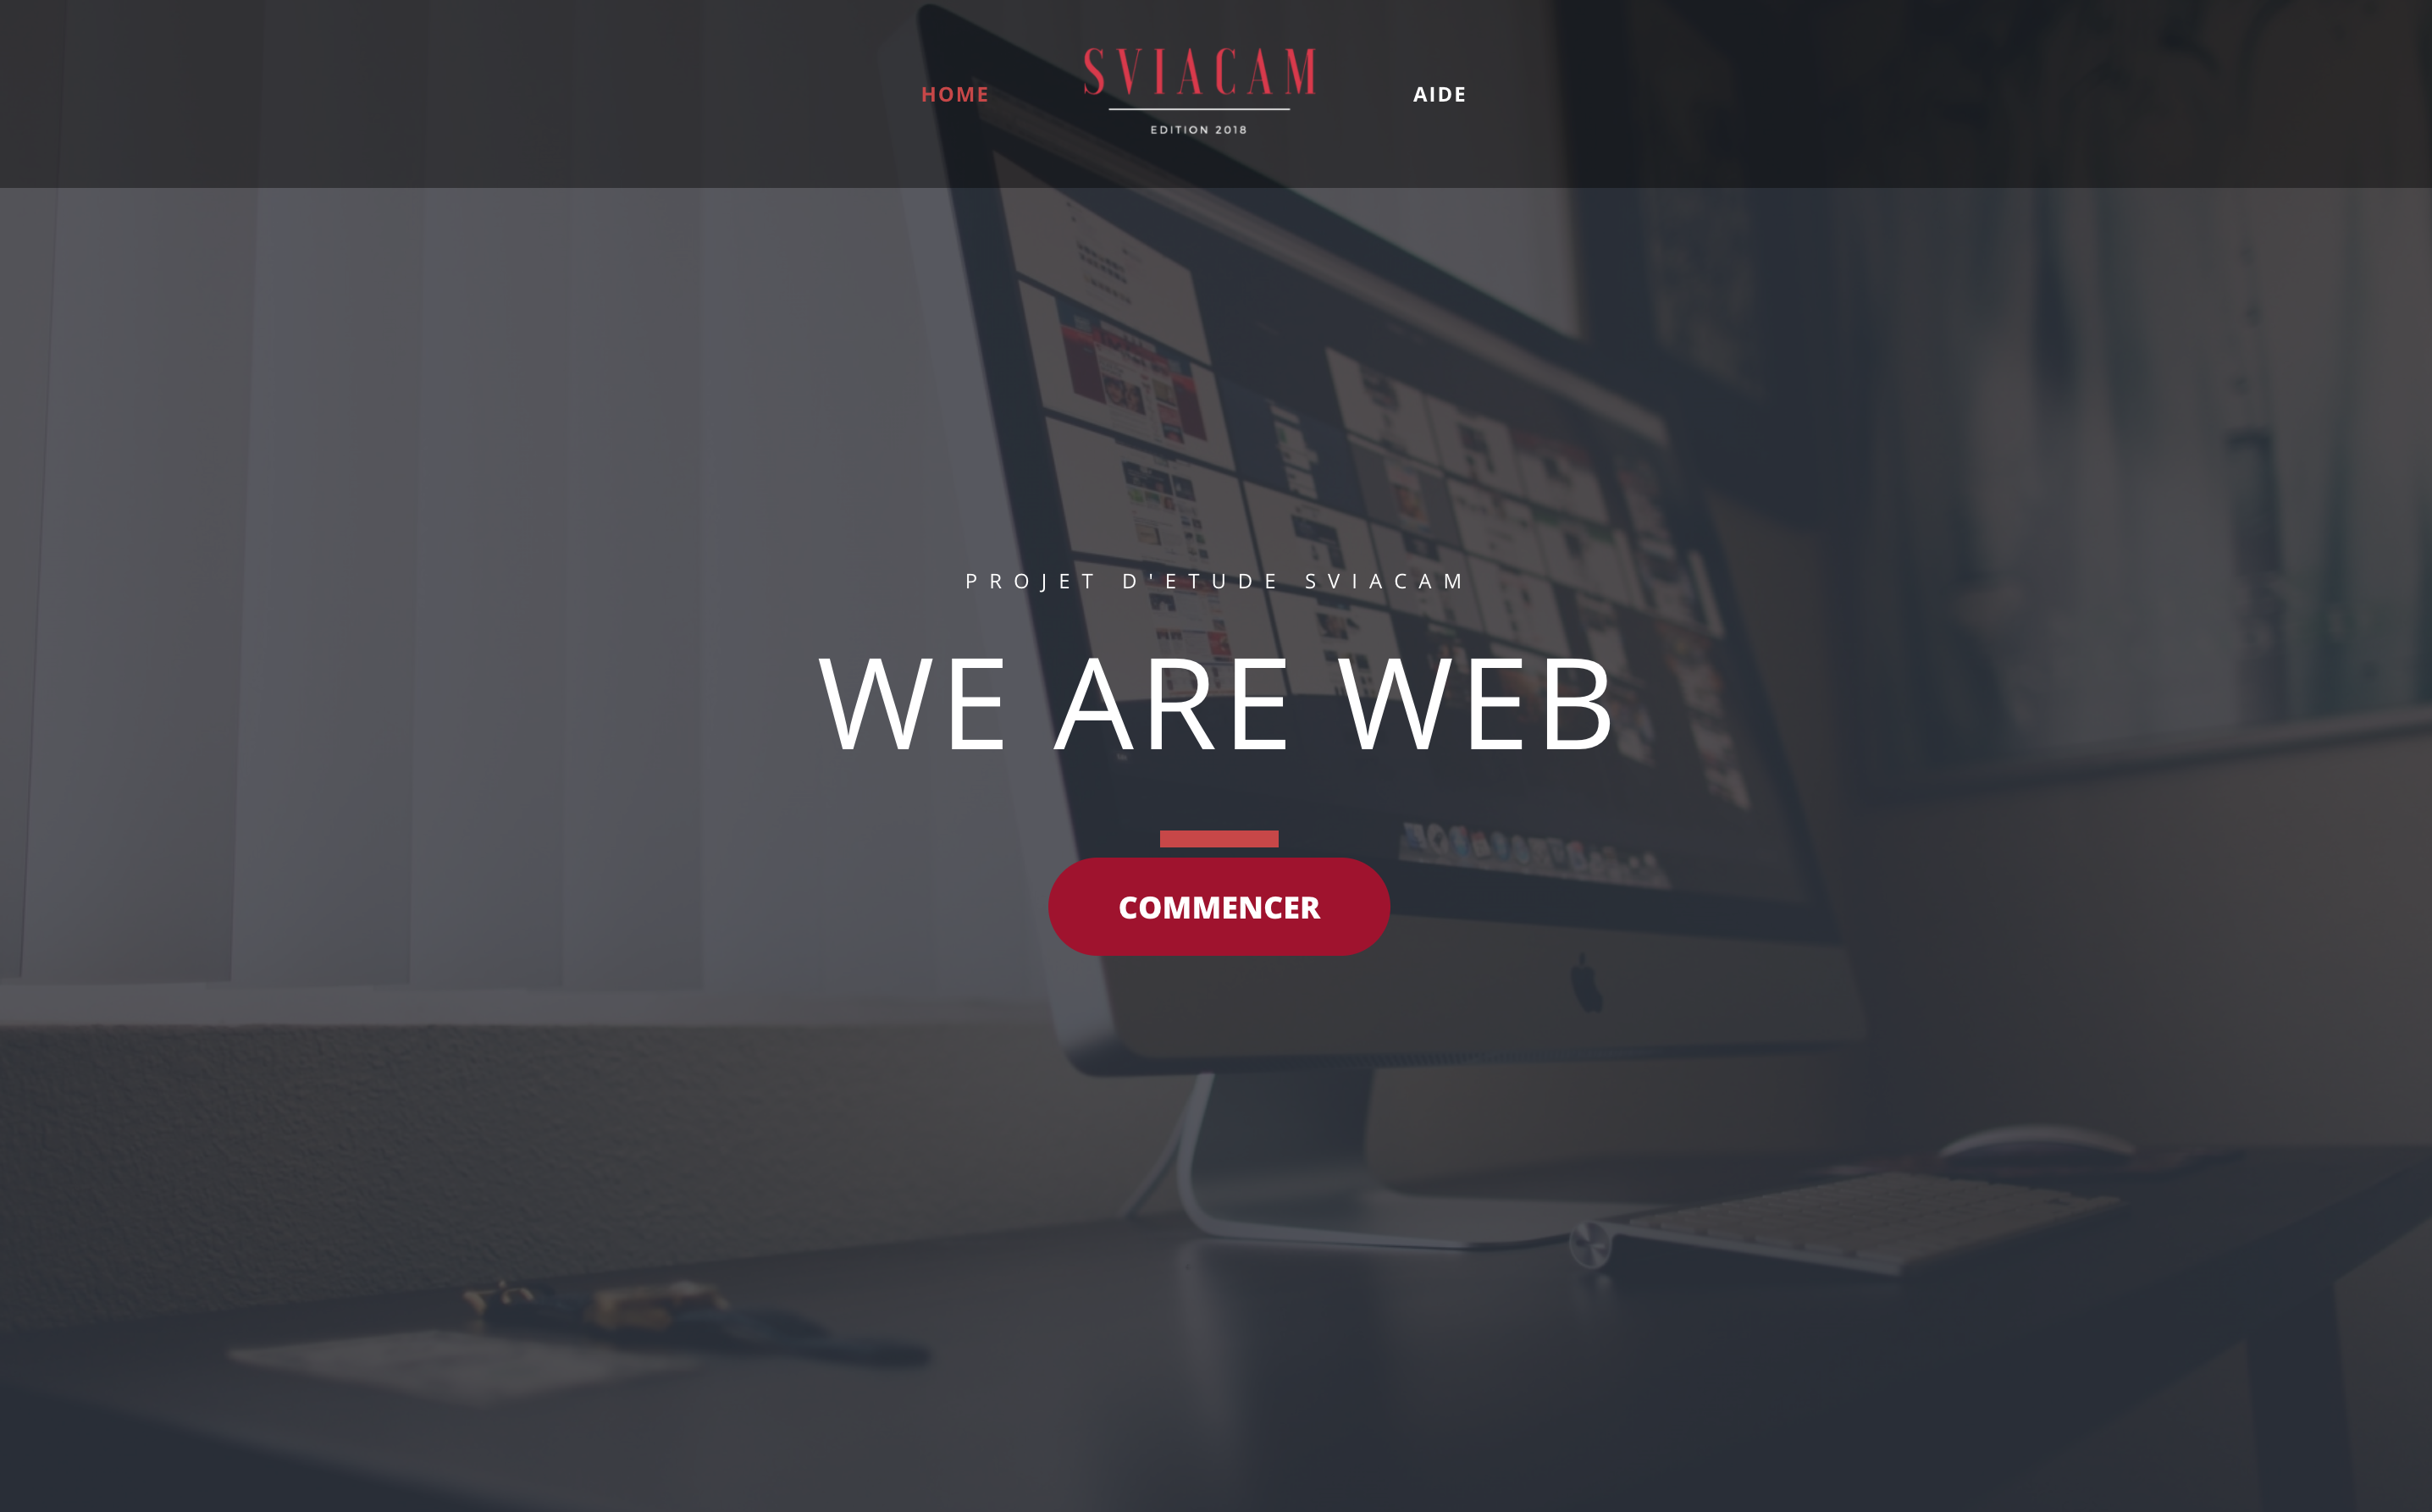 SVIACAM
HOME
AIDE
EDITION 2018
PROJET D'ETUDE SVIACAM
WE ARE WEB
COMMENCER